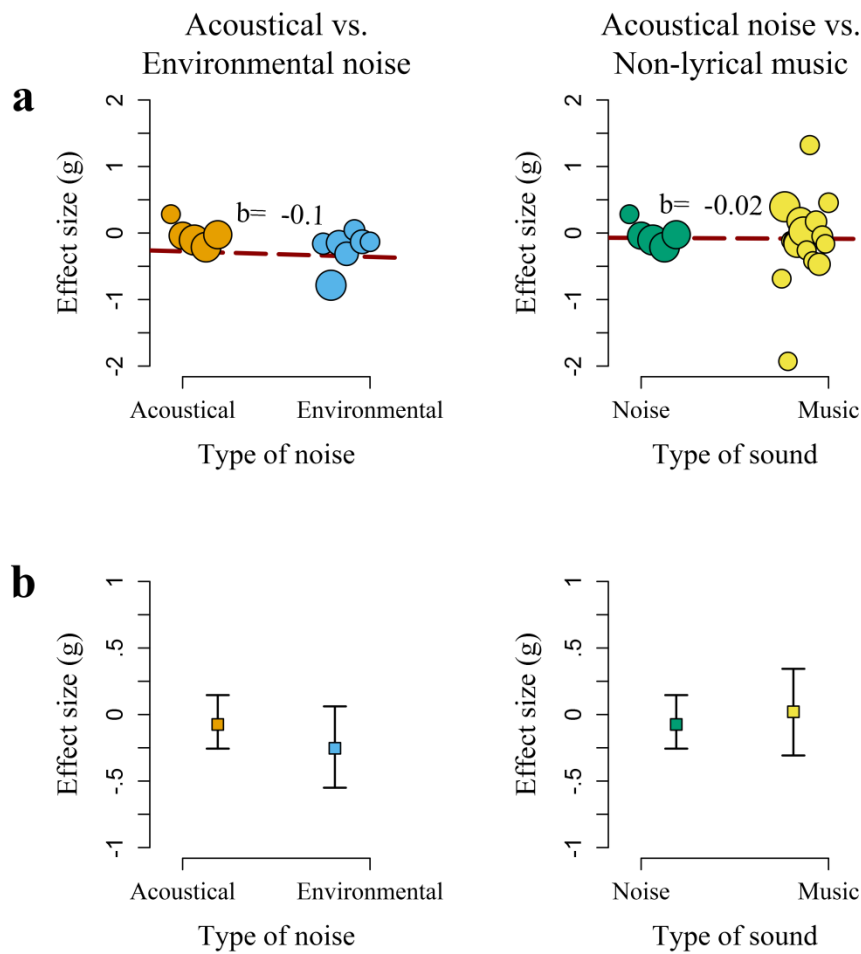 Acoustical vs.
Environmental noise
Acoustical noise vs.
Non-lyrical music
a
Effect size (g)
2
1
0
-1
-2
b= -0.1
Acoustical
Environmental
Type of noise
Effect size (g)
2
1
0
-1
-2
b= -0.02
Noise
Music
Type of sound
b
Effect size (g)
1
.5
0
-.5
-1
Acoustical
Environmental
Type of noise
Effect size (g)
1
.5
0
-.5
-1
Noise
Music
Type of sound